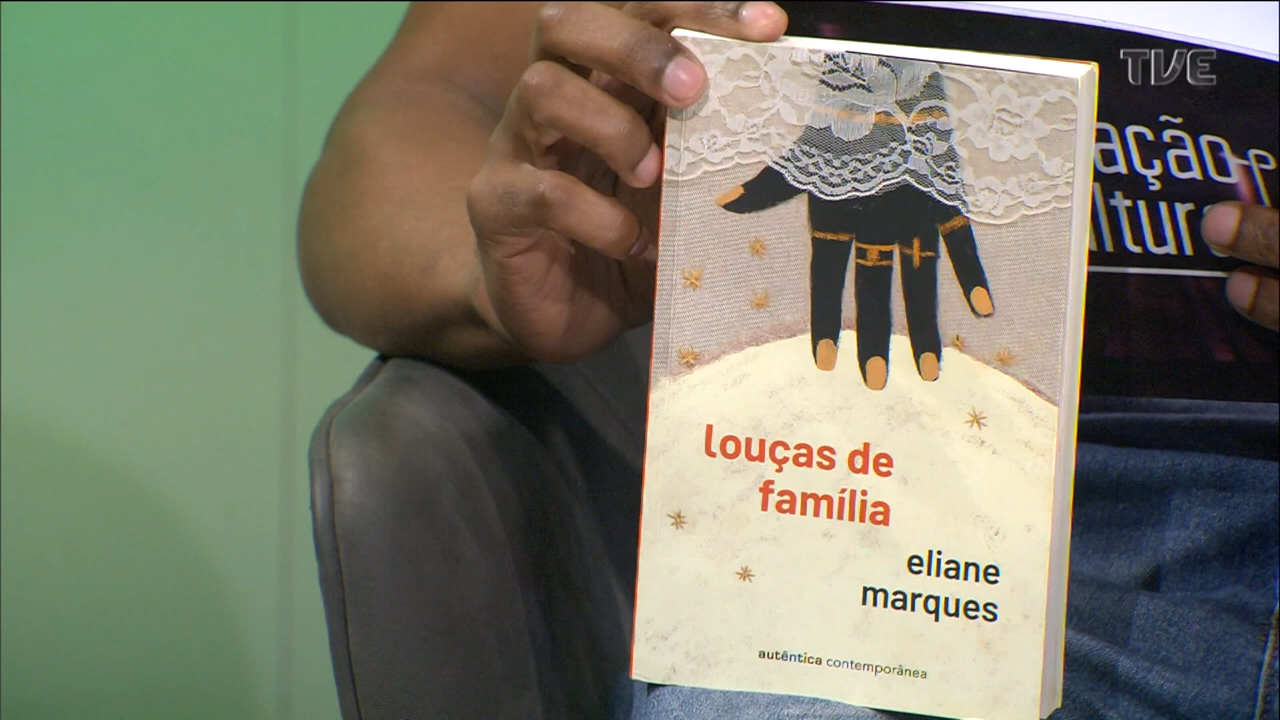 TVE
louças de
família
eliane
marques
autêntica contemporânea